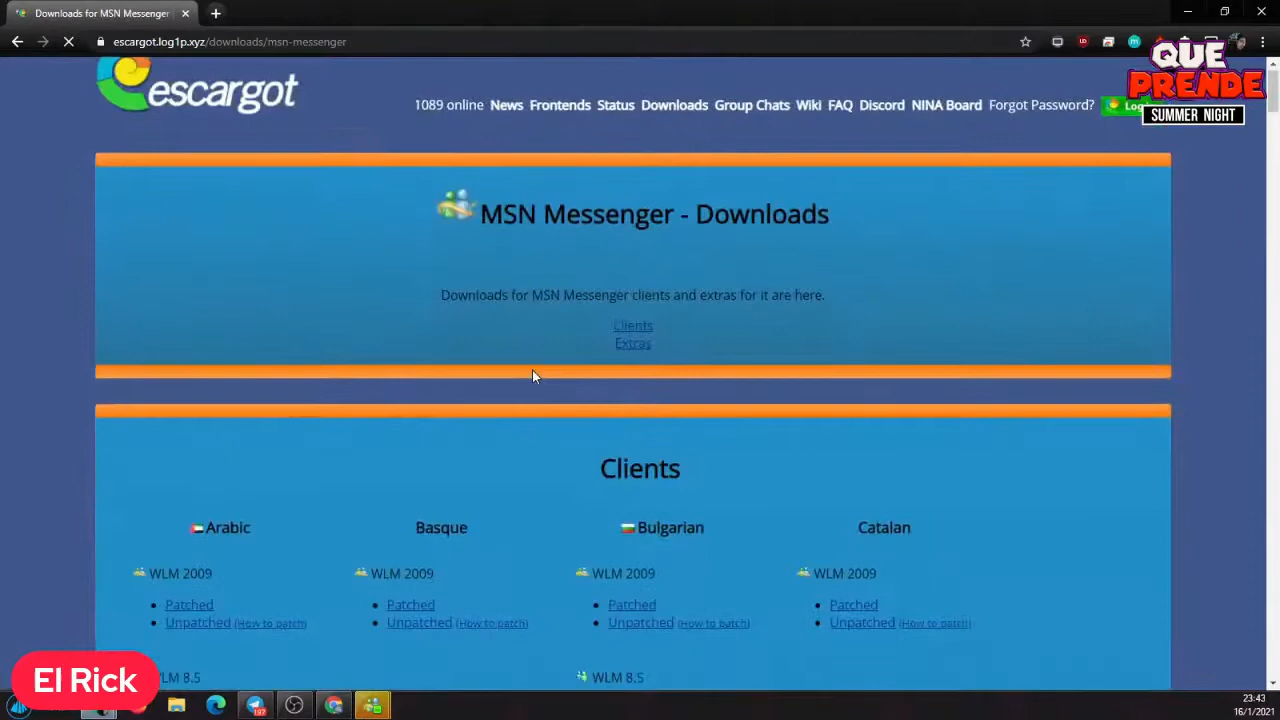 Downloads for MSN Messenger
escargot.log1p.xyz/downloads/msn-messenger
QUE
PRENDE
SUMMER NIGHT
escargot
1089 online News Frontends Status Downloads Group Chats Wiki FAQ Discord NINA Board Forgot Password?
MSN Messenger - Downloads
Downloads for MSN Messenger clients and extras for it are here.
Clients
Extras
Clients
Arabic Basque Bulgarian Catalan
WLM 2009 WLM 2009 WLM 2009 WLM 2009
Patched Patched Patched Patched
Unpatched (How to patch) Unpatched (How to patch) Unpatched (How to patch) Unpatched (How to patch)
WLM 8.5 WLM 8.5
El Rick
197
23:43
16/1/2021